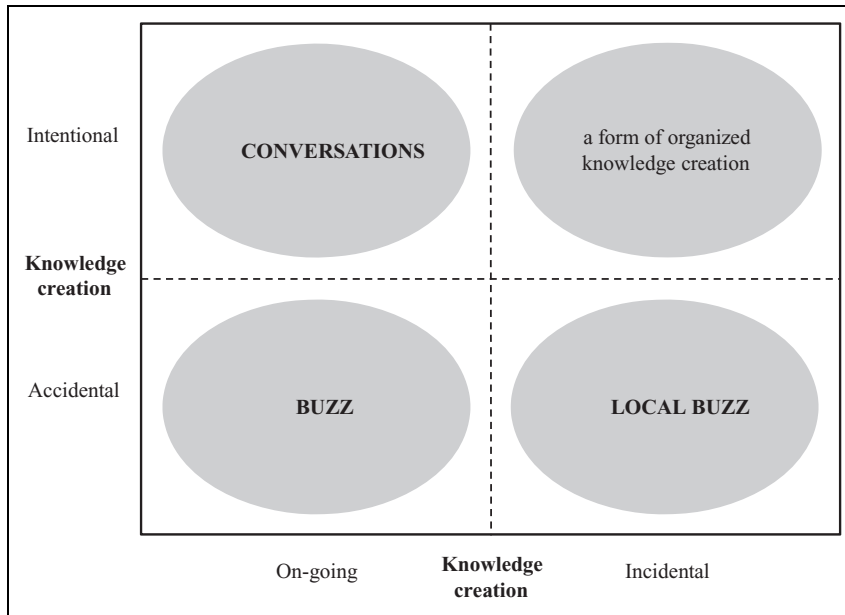 Intentional
CONVERSATIONS
a form of organized
knowledge creation
Knowledge
creation
Accidental
BUZZ
LOCAL BUZZ
On-going
Knowledge
creation
Incidental